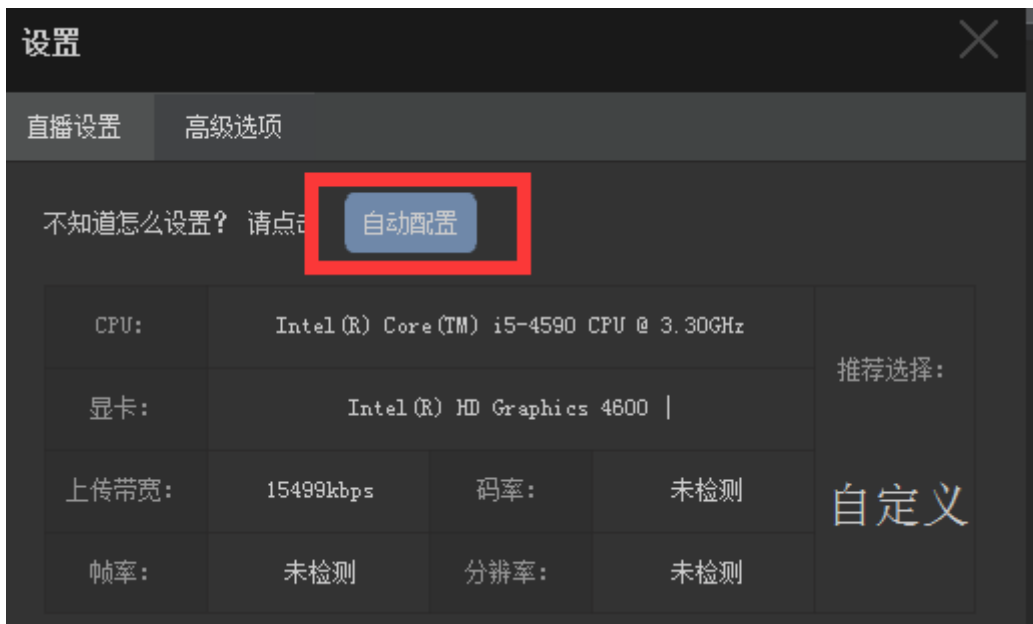 设置
直播设置 高级选项
不知道怎么设置? 请点 自动配置
CPU: Intel(R) Core(TM) i5-4590 CPU @ 3.30GHz
推荐选择:
显卡: Intel(R) HD Graphics 4600 |
上传带宽: 15499kbps 码率: 未检测
自定义
帧率: 未检测 分辨率: 未检测